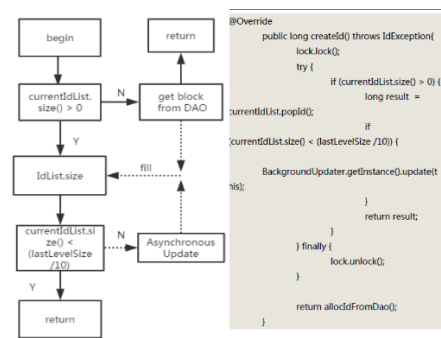 begin
return
currentIdList.
size() > 0
N
get block
from DAO
Y
fill
IdList.size
currentIdList.si
ze() <
(lastLevelSize
/10)
N
Asynchronous
Update
Y
return
@Override
public long createId() throws IdException{
lock.lock();
try {
if (currentIdList.size() > 0) {
long result =
currentIdList.popId();
if
(currentIdList.size() < (lastLevelSize /10)) {
BackgroundUpdater.getInstance().update(t
his);
}
return result;
}
} finally {
lock.unlock();
}
return allocIdFromDao();
}